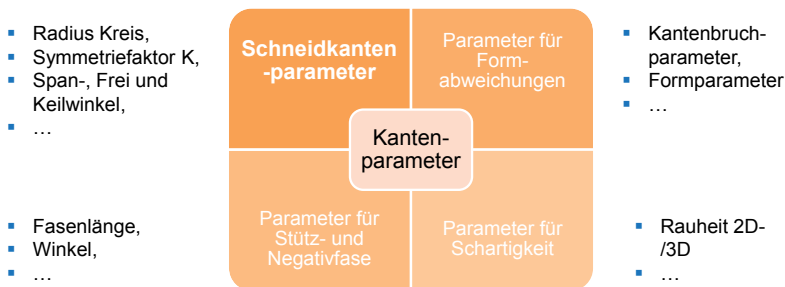 ▪ Radius Kreis,
▪ Symmetriefaktor K,
▪ Span-, Frei und
Keilwinkel,
▪ …
Schneidkanten
-parameter
Parameter für
Form-
abweichungen
▪ Kantenbruch-
parameter,
▪ Formparameter
▪ …
Kanten-
parameter
▪ Fasenlänge,
▪ Winkel,
▪ …
Parameter für
Stütz- und
Negativfase
Parameter für
Schartigkeit
▪ Rauheit 2D-
/3D
▪ …